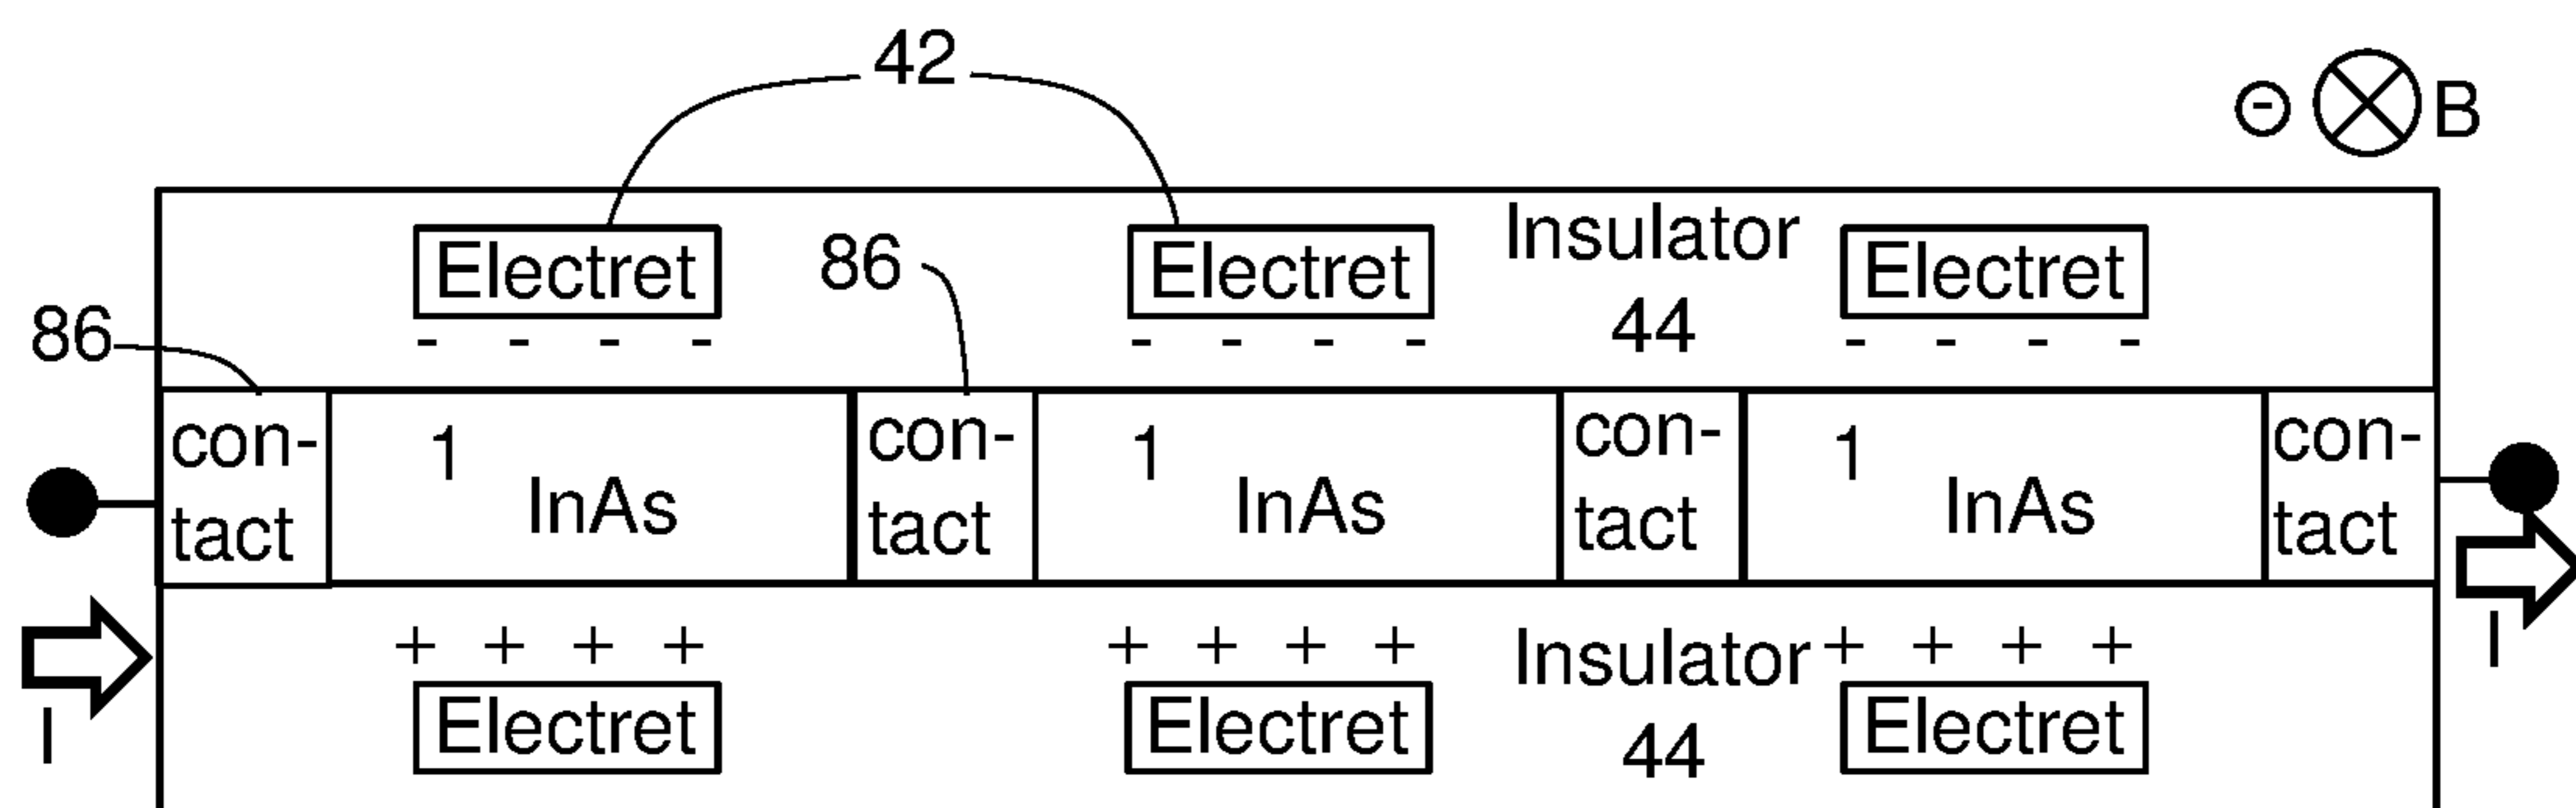 42
⊖ ⊗ B
Insulator
Electret 86 Electret 44 Electret
86
- - - - - - - - - - - -
con- 1 con- 1 con- 1 con-
tact InAs tact InAs tact InAs tact
+ + + + + + + + Insulator + + + +
I Electret Electret 44 Electret I